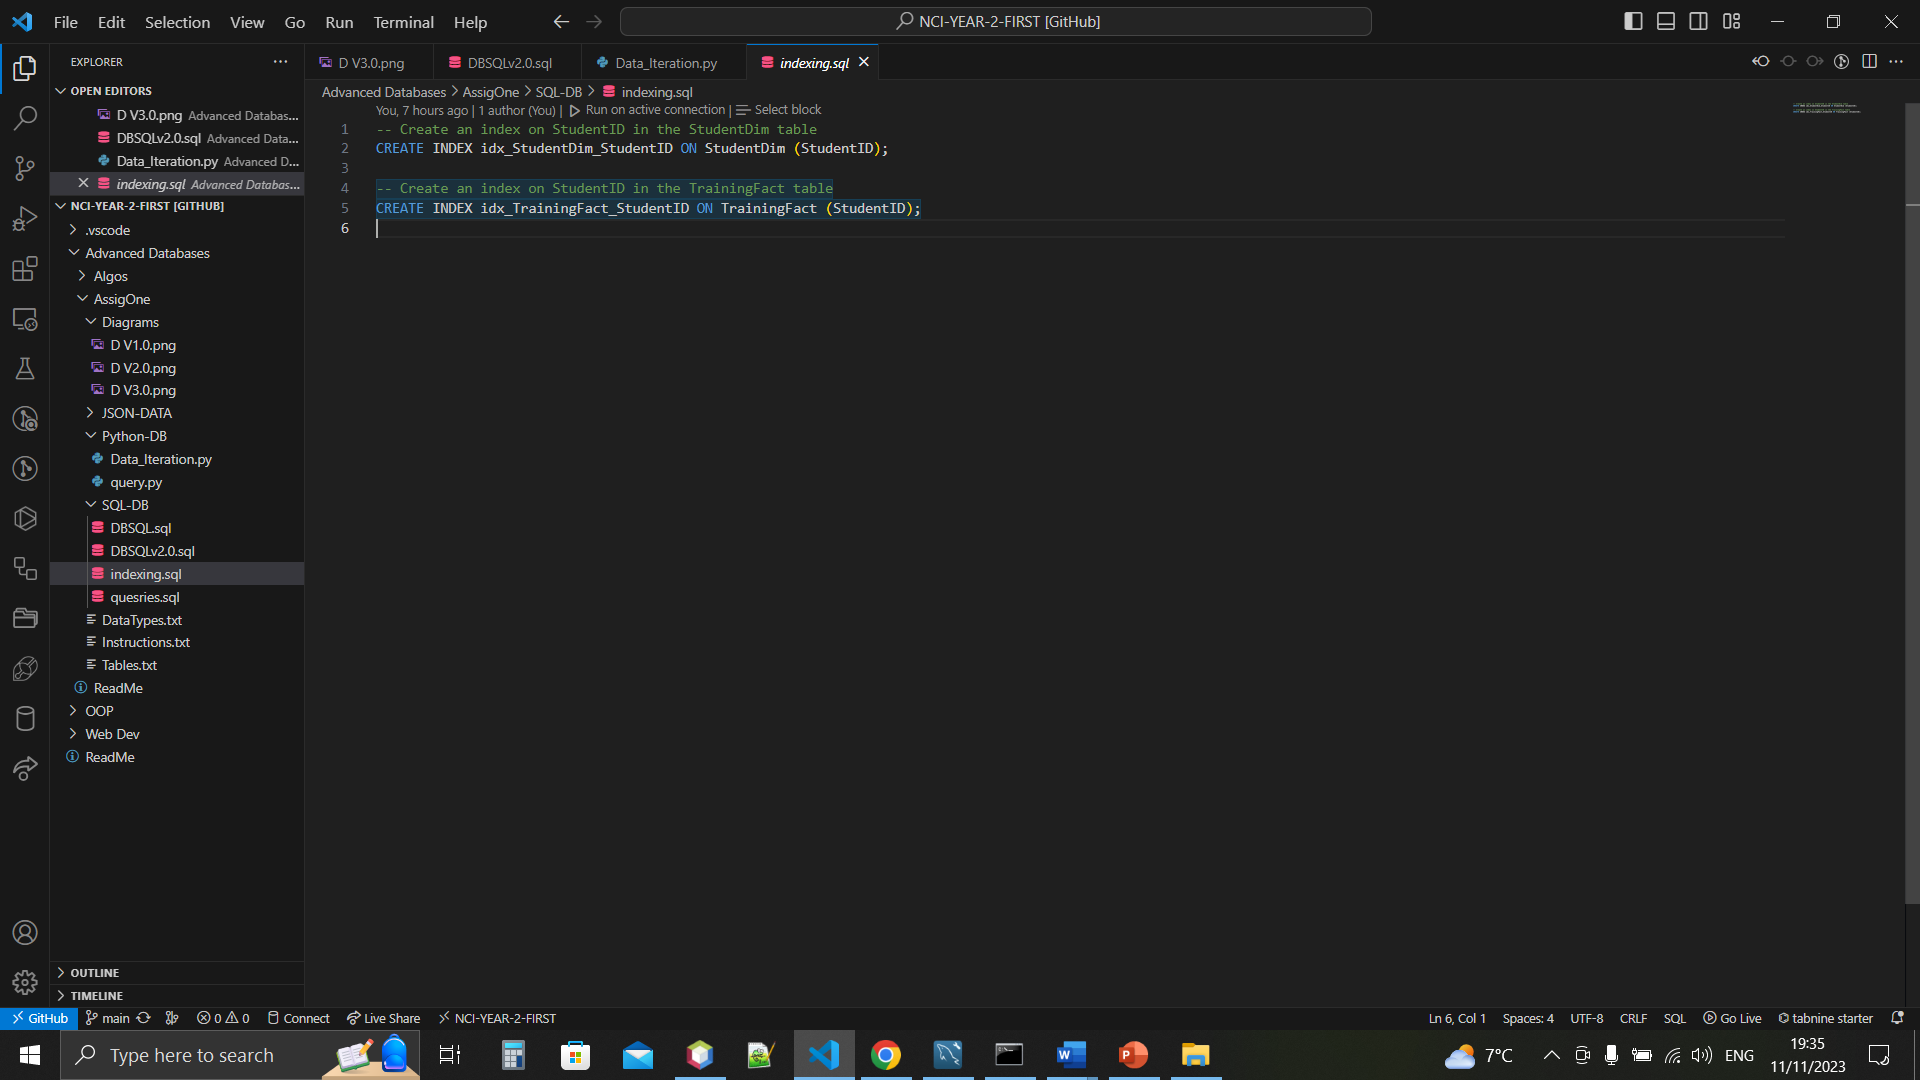 File Edit Selection View Go Run Terminal Help
NCI-YEAR-2-FIRST [GitHub]
EXPLORER
OPEN EDITORS
D V3.0.png Advanced Databas...
DBSQLv2.0.sql Advanced Data...
Data_Iteration.py Advanced D...
indexing.sql Advanced Databas...
NCI-YEAR-2-FIRST [GITHUB]
.vscode
Advanced Databases
Algos
AssigOne
Diagrams
D V1.0.png
D V2.0.png
D V3.0.png
JSON-DATA
Python-DB
Data_Iteration.py
query.py
SQL-DB
DBSQL.sql
DBSQLv2.0.sql
indexing.sql
quesries.sql
DataTypes.txt
Instructions.txt
Tables.txt
ReadMe
OOP
Web Dev
ReadMe
OUTLINE
TIMELINE
D V3.0.png DBSQLv2.0.sql Data_Iteration.py indexing.sql
Advanced Databases > AssigOne > SQL-DB > indexing.sql
You, 7 hours ago | 1 author (You) | Run on active connection | Select block
1 -- Create an index on StudentID in the StudentDim table
2 CREATE INDEX idx_StudentDim_StudentID ON StudentDim (StudentID);
3
4 -- Create an index on StudentID in the TrainingFact table
5 CREATE INDEX idx_TrainingFact_StudentID ON TrainingFact (StudentID);
6
GitHub main 0 0 Connect Live Share NCI-YEAR-2-FIRST Ln 6, Col 1 Spaces: 4 UTF-8 CRLF SQL Go Live tabnine starter
Type here to search
7°C ENG
19:35
11/11/2023